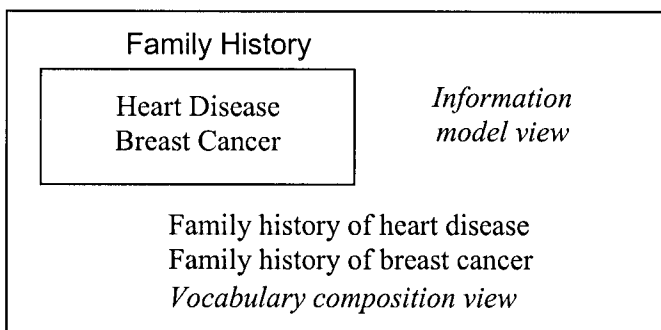 Family History
Heart Disease
Breast Cancer
Information
model view
Family history of heart disease
Family history of breast cancer
Vocabulary composition view